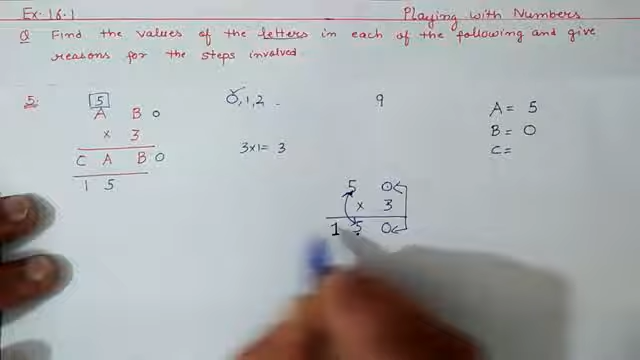 Ex. 16.1 Playing with Numbers
Q Find the values of the letters in each of the following and give
reasons for the steps involved
5. 5 0, 1, 2 9 A = 5
A B 0 B = 0
× 3 3×1= 3 C =
C A B 0
1 5
5 0
× 3
1 5 0